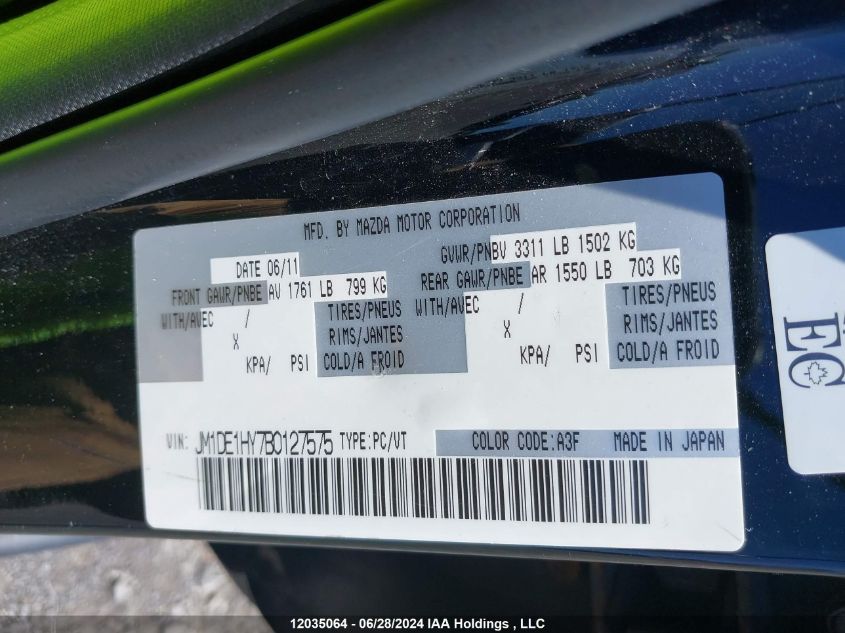 MFD. BY MAZDA MOTOR CORPORATION
DATE 06/11
GVWR/PNBV 3311 LB 1502 KG
FRONT GAWR/PNBE AV 1761 LB 799 KG
REAR GAWR/PNBE AR 1550 LB 703 KG
WITH/AVEC / TIRES/PNEUS
WITH/AVEC / TIRES/PNEUS
X RIMS/JANTES
X RIMS/JANTES
KPA/ PSI COLD/A FROID
KPA/ PSI COLD/A FROID
VIN: JM1DE1HY7B0127575 TYPE:PC/VT
COLOR CODE:A3F MADE IN JAPAN
EC
12035064 - 06/28/2024 IAA Holdings , LLC